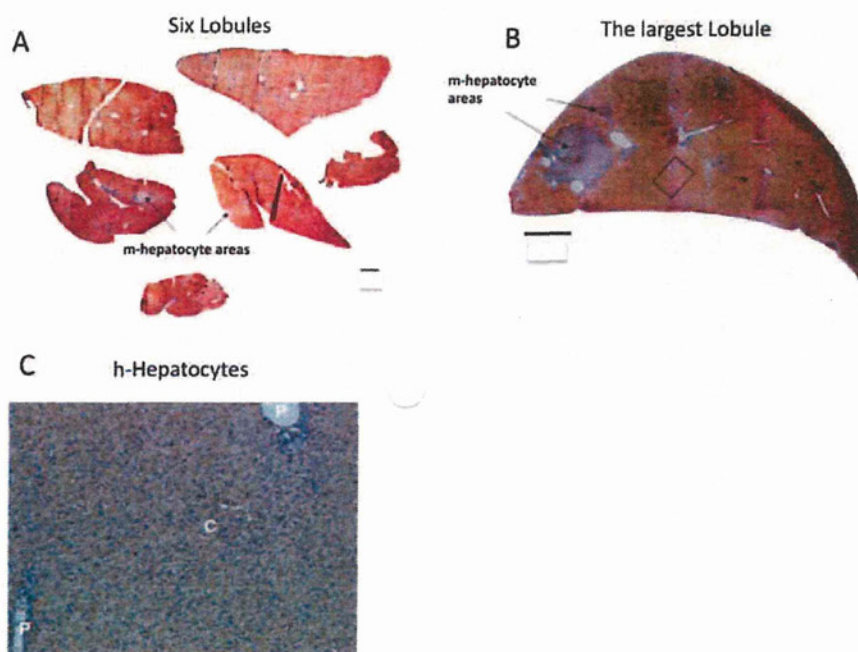 A
Six Lobules
m-hepatocyte areas
B
The largest Lobule
m-hepatocyte
areas
C
h-Hepatocytes
P
C
P